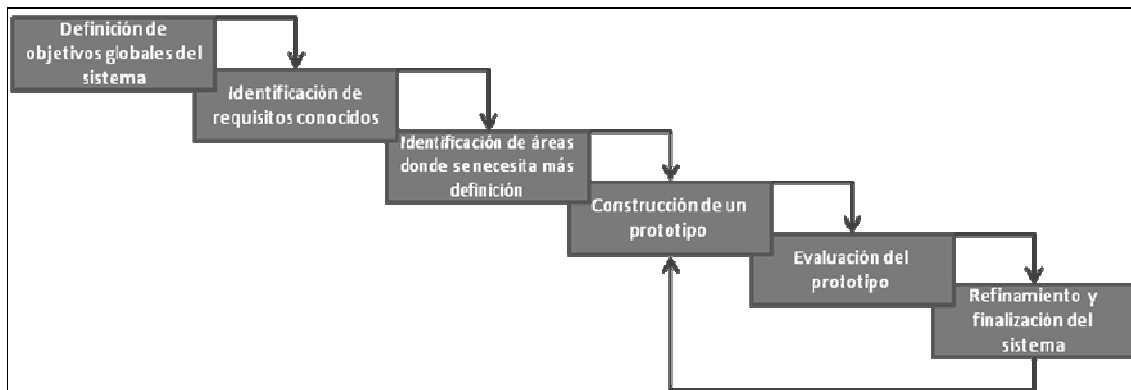 Definición de
objetivos globales del
sistema
Identificación de
requisitos conocidos
Identificación de áreas
donde se necesita más
definición
Construcción de un
prototipo
Evaluación del
prototipo
Refinamiento y
finalización del
sistema